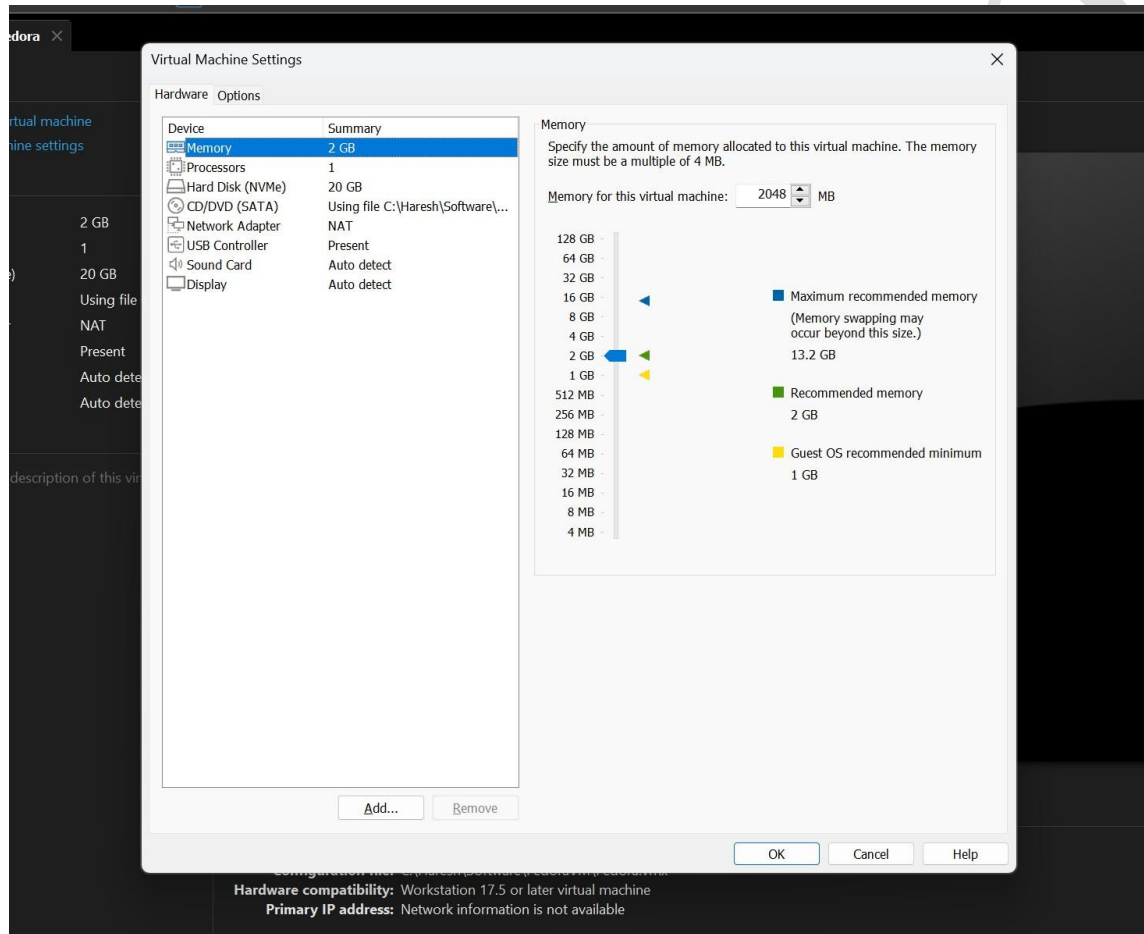 edora
rtual machine
hine settings
2 GB
1
20 GB
Using file
NAT
Present
Auto dete
Auto dete
description of this vir
Virtual Machine Settings
Hardware Options
Device Summary
Memory 2 GB
Processors 1
Hard Disk (NVMe) 20 GB
CD/DVD (SATA) Using file C:\Haresh\Software\...
Network Adapter NAT
USB Controller Present
Sound Card Auto detect
Display Auto detect
Add... Remove
Memory
Specify the amount of memory allocated to this virtual machine. The memory
size must be a multiple of 4 MB.
Memory for this virtual machine: 2048 MB
128 GB
64 GB
32 GB
16 GB
8 GB
4 GB
2 GB
1 GB
512 MB
256 MB
128 MB
64 MB
32 MB
16 MB
8 MB
4 MB
Maximum recommended memory
(Memory swapping may
occur beyond this size.)
13.2 GB
Recommended memory
2 GB
Guest OS recommended minimum
1 GB
OK Cancel Help
Hardware compatibility: Workstation 17.5 or later virtual machine
Primary IP address: Network information is not available